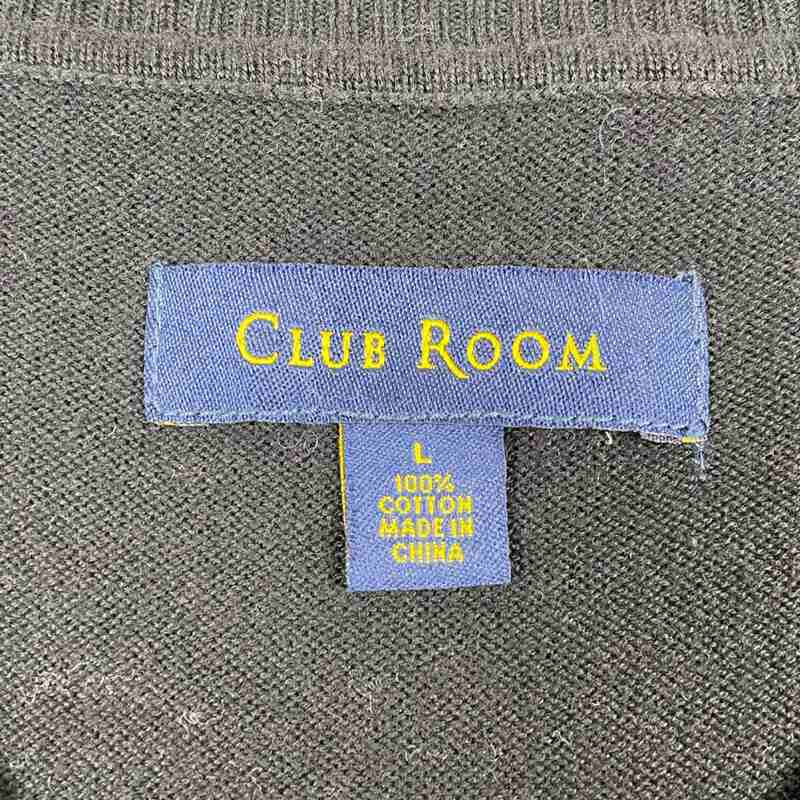 CLUB ROOM
L
100%
COTTON
MADE IN
CHINA